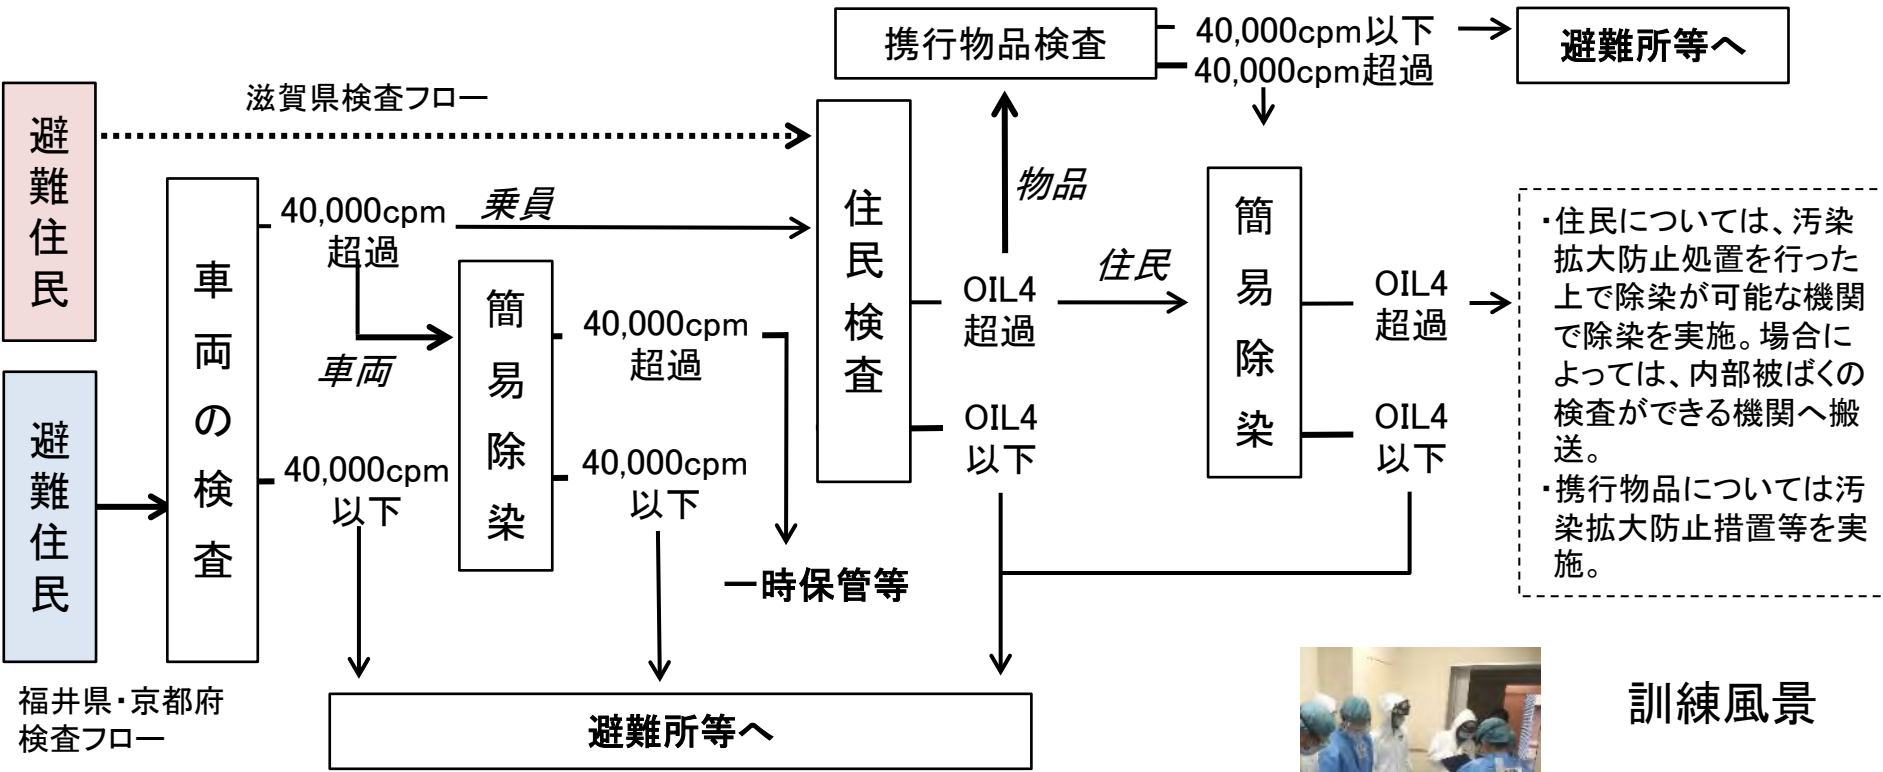 携行物品検査
40,000cpm以下
40,000cpm超過
避難所等へ
滋賀県検査フロー
避難住民
避難住民
福井県・京都府
検査フロー
車両の検査
40,000cpm
超過
乗員
車両
40,000cpm
以下
簡易除染
40,000cpm
超過
40,000cpm
以下
一時保管等
避難所等へ
住民検査
物品
OIL4
超過
住民
OIL4
以下
簡易除染
OIL4
超過
OIL4
以下
・住民については、汚染
拡大防止処置を行った
上で除染が可能な機関
で除染を実施。場合に
よっては、内部被ばくの
検査ができる機関へ搬
送。
・携行物品については汚
染拡大防止措置等を実
施。
訓練風景